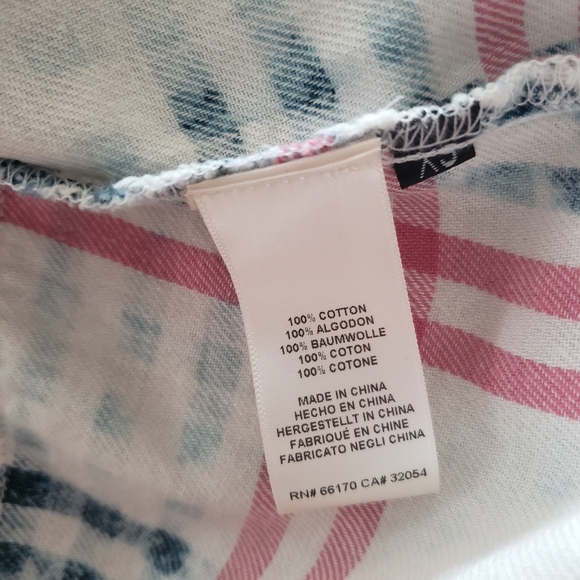 XS
100% COTTON
100% ALGODON
100% BAUMWOLLE
100% COTON
100% COTONE
MADE IN CHINA
HECHO EN CHINA
HERGESTELLT IN CHINA
FABRIQUÉ EN CHINE
FABRICATO NEGLI CHINA
RN# 66170 CA# 32054